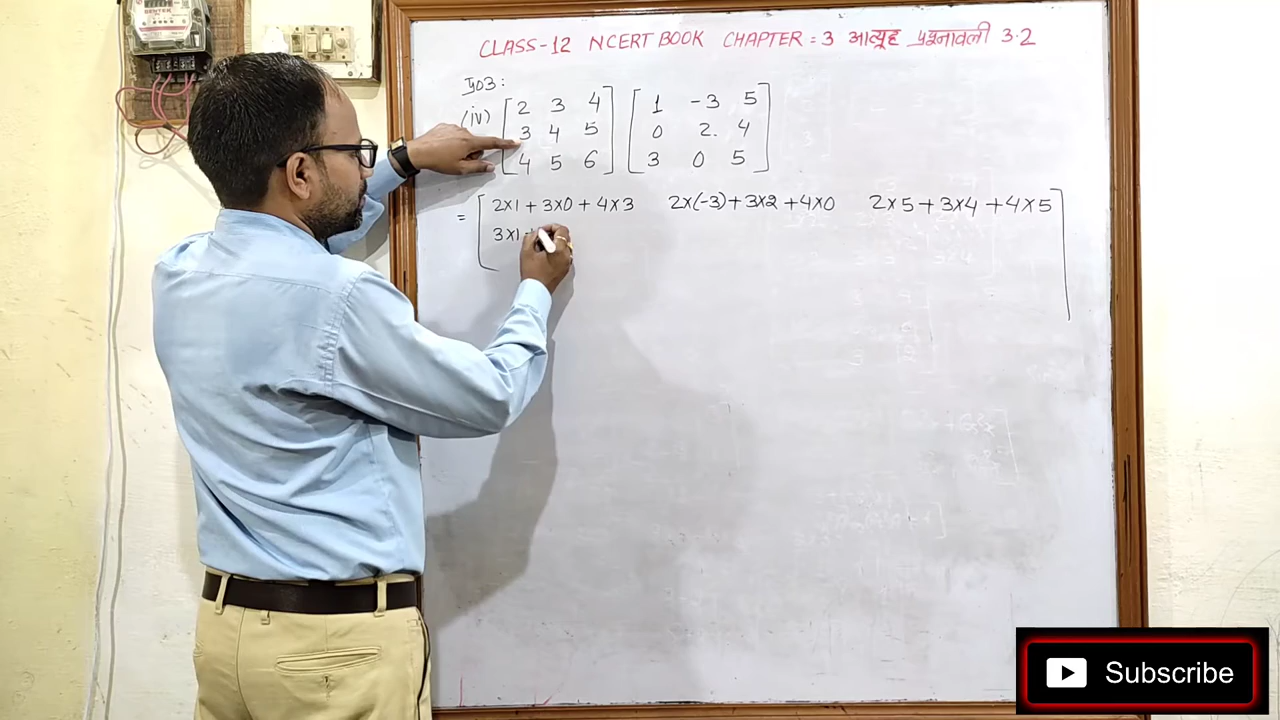 CLASS-12 NCERT BOOK CHAPTER = 3 आव्यूह प्रश्नावली 3.2
प्र03:
(iv) [2 3 4] [1 -3 5]
[3 4 5] [0 2. 4]
[4 5 6] [3 0 5]
= [2×1 + 3×0 + 4×3 2×(-3) + 3×2 + 4×0 2×5 + 3×4 + 4×5]
3×1 +
Subscribe